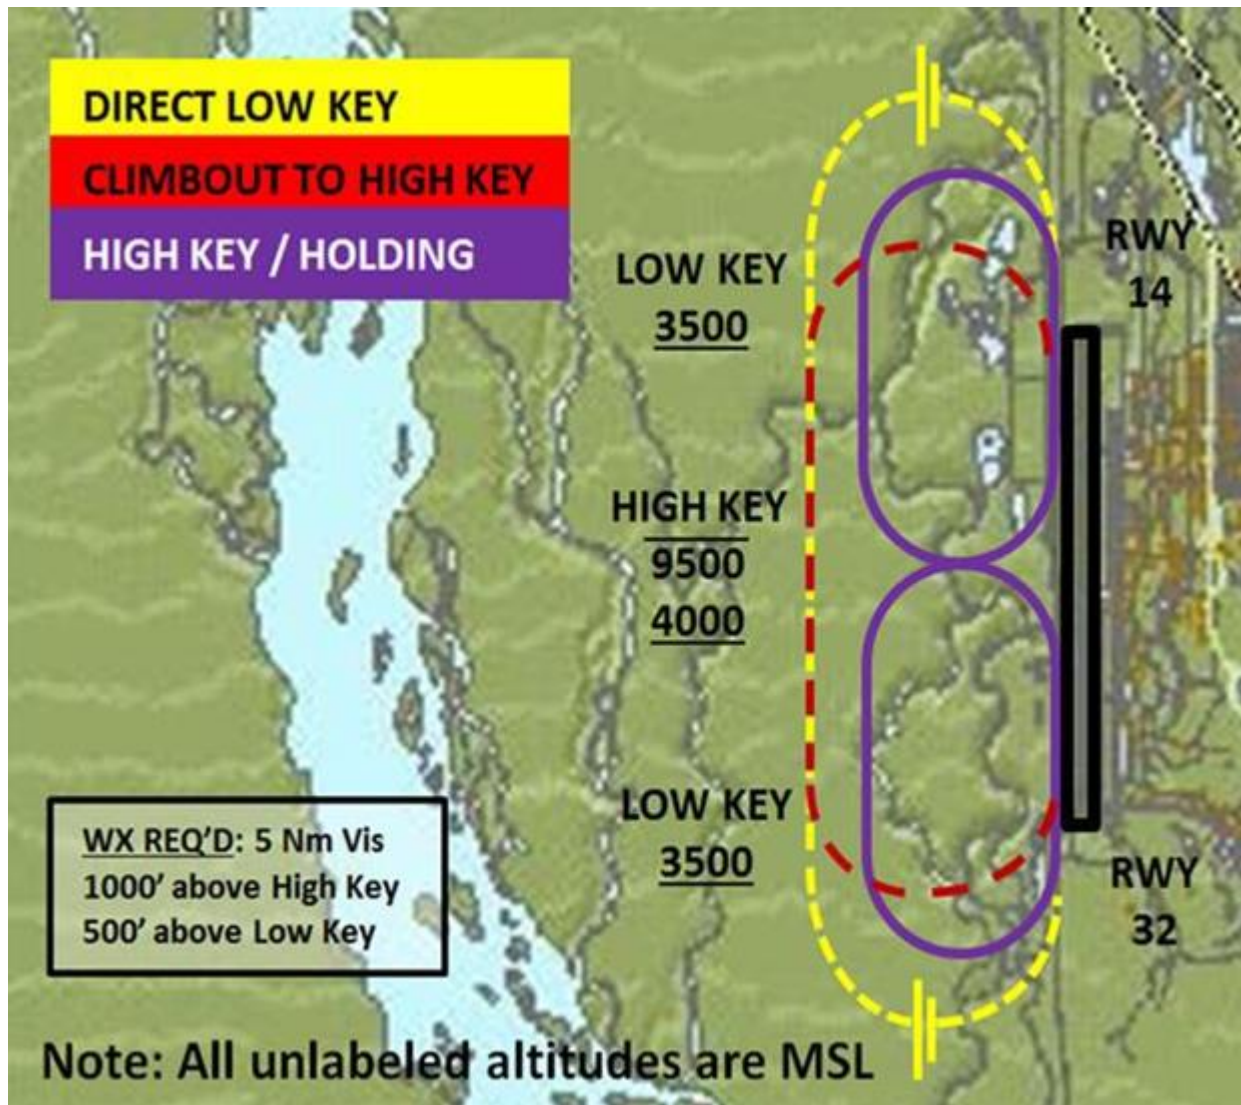 DIRECT LOW KEY
CLIMBOUT TO HIGH KEY
HIGH KEY / HOLDING
LOW KEY
3500
RWY
14
HIGH KEY
9500
4000
LOW KEY
3500
RWY
32
WX REQ'D: 5 Nm Vis
1000' above High Key
500' above Low Key
Note: All unlabeled altitudes are MSL